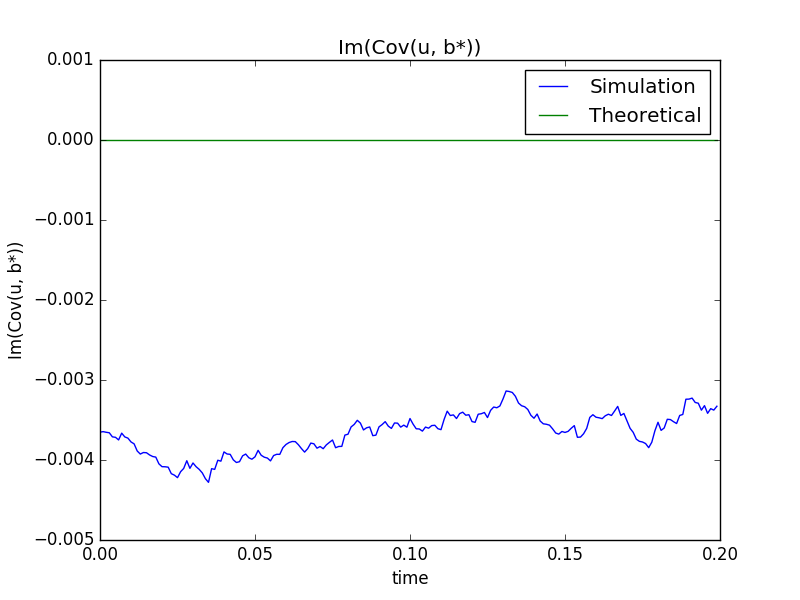 Im(Cov(u, b*))
0.001
0.000
−0.001
−0.002
−0.003
−0.004
−0.005
Im(Cov(u, b*))
Simulation
Theoretical
0.00 0.05 0.10 0.15 0.20
time